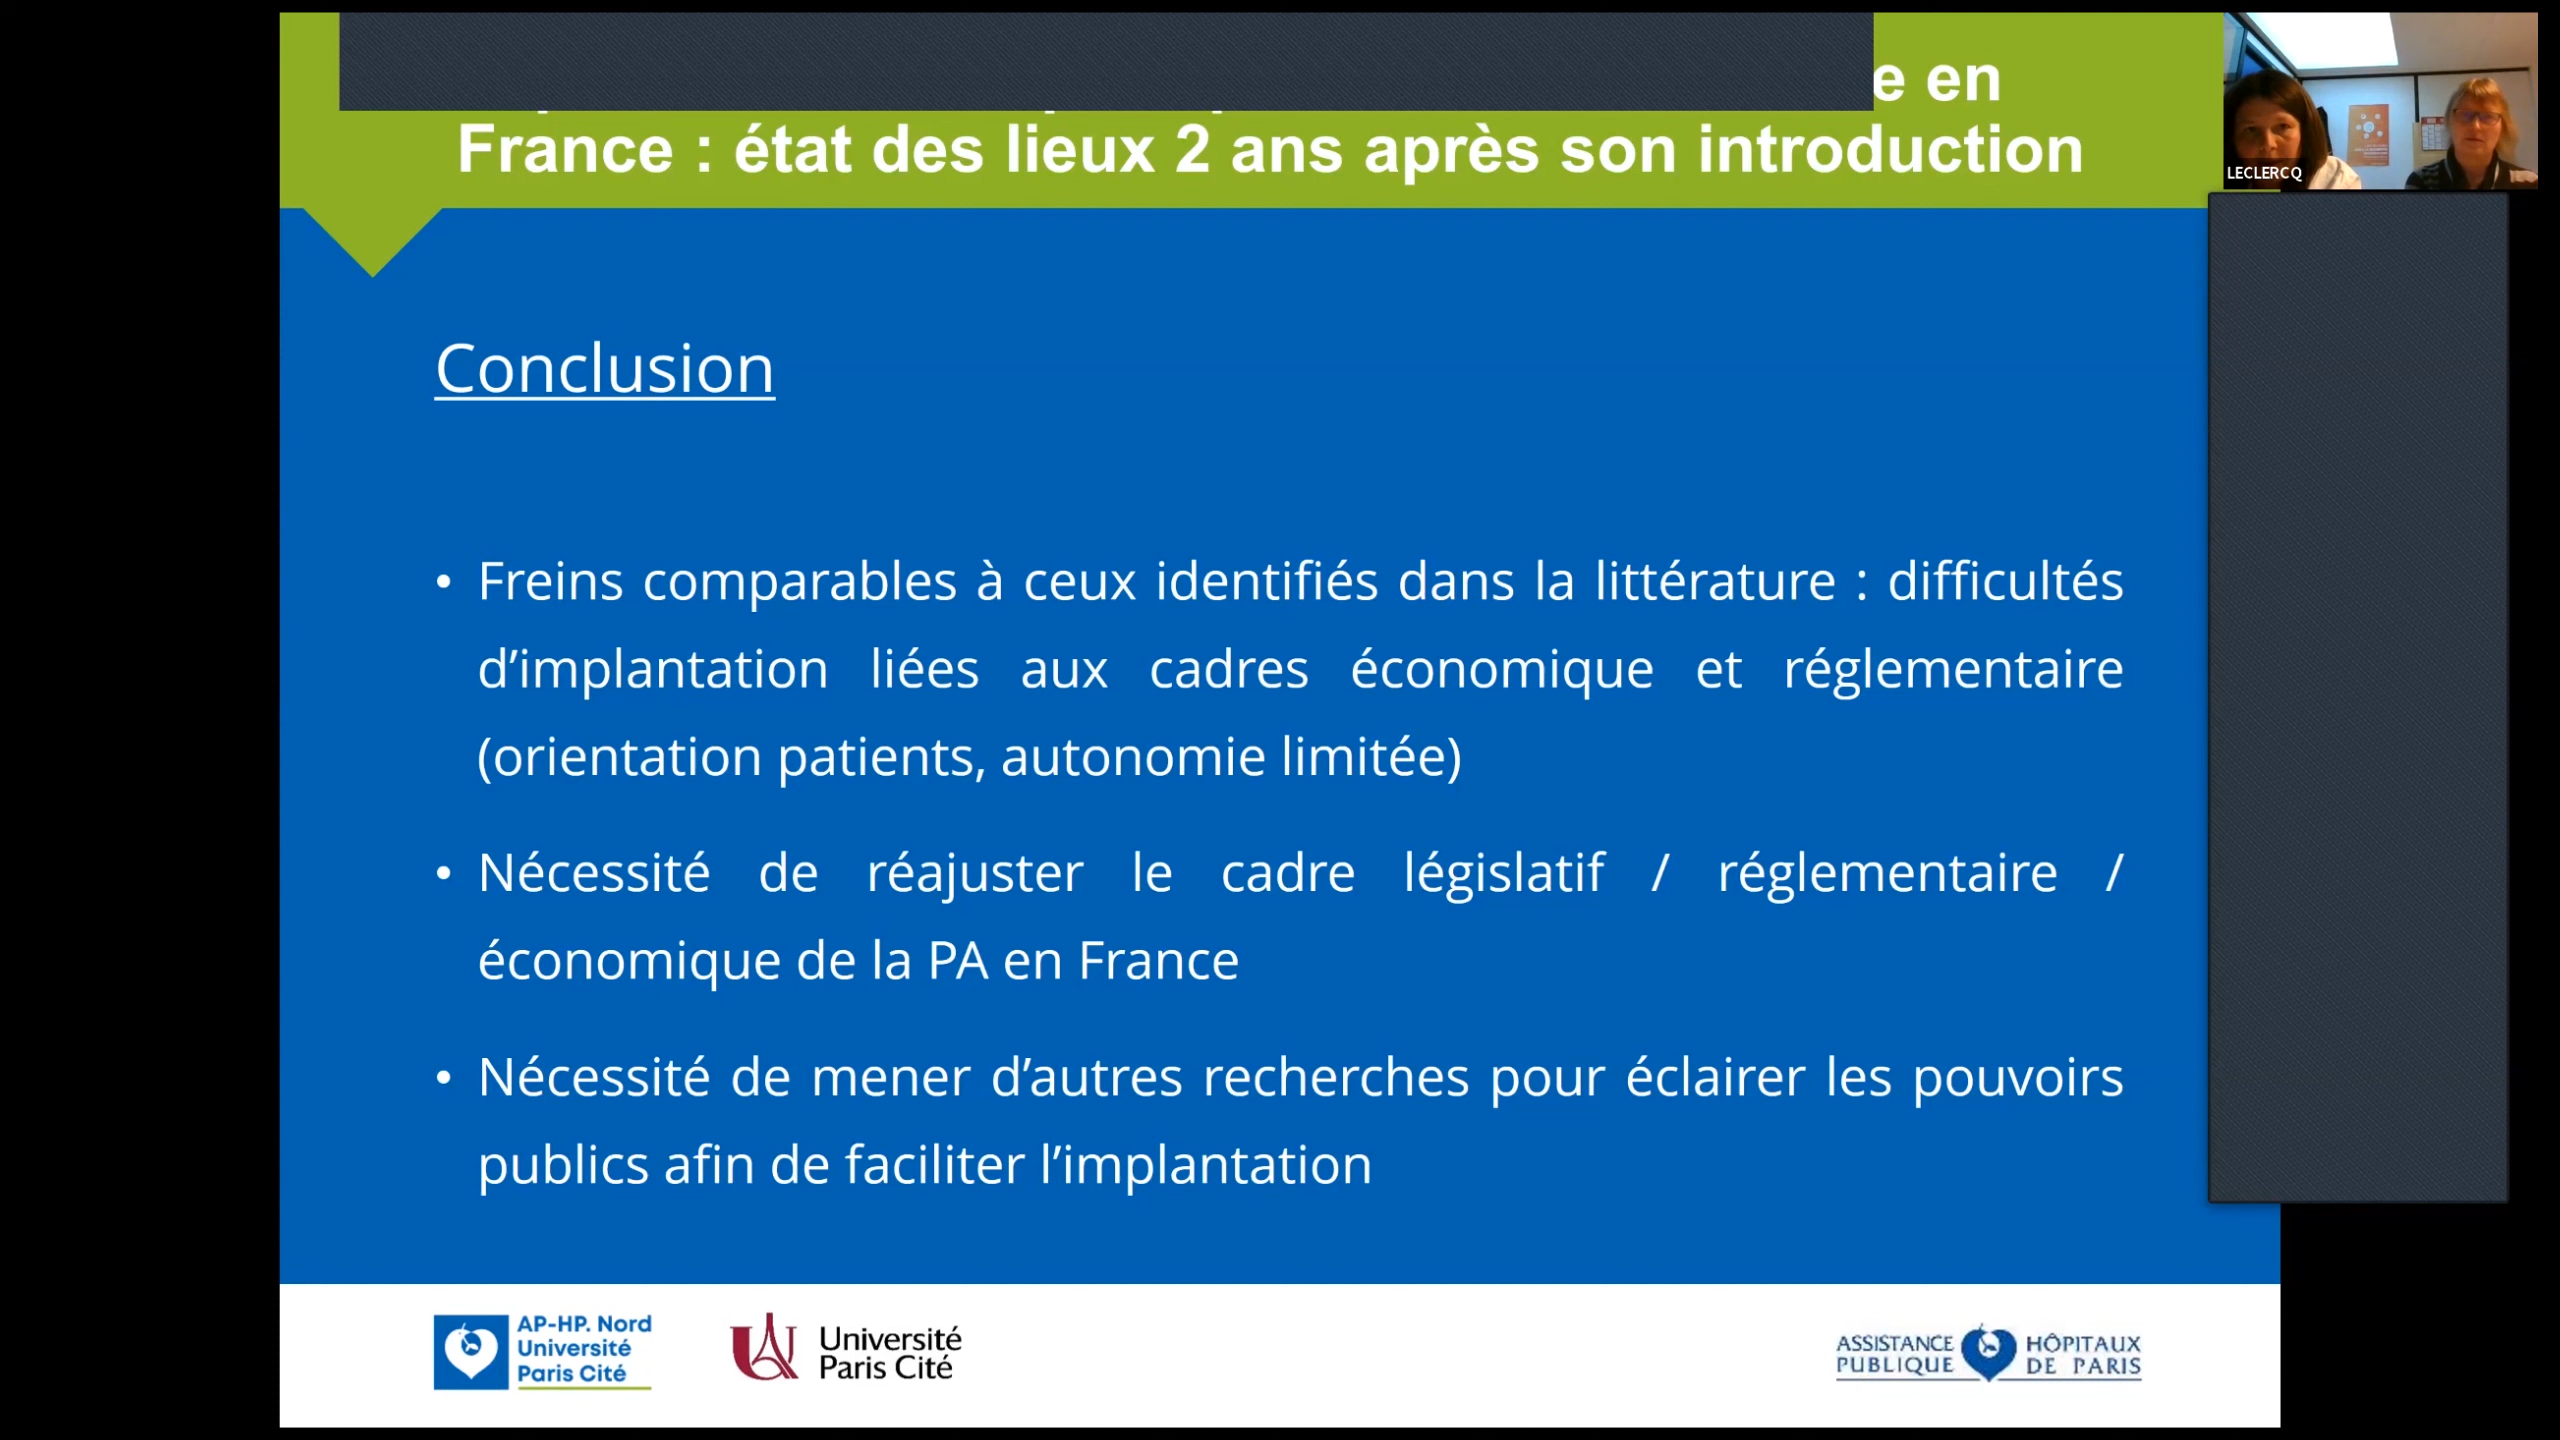 e en
France : état des lieux 2 ans après son introduction
LECLERCQ
Conclusion
• Freins comparables à ceux identifiés dans la littérature : difficultés
d’implantation liées aux cadres économique et réglementaire
(orientation patients, autonomie limitée)
• Nécessité de réajuster le cadre législatif / réglementaire /
économique de la PA en France
• Nécessité de mener d’autres recherches pour éclairer les pouvoirs
publics afin de faciliter l’implantation
AP-HP. Nord
Université
Paris Cité
Université
Paris Cité
ASSISTANCE HÔPITAUX
PUBLIQUE DE PARIS